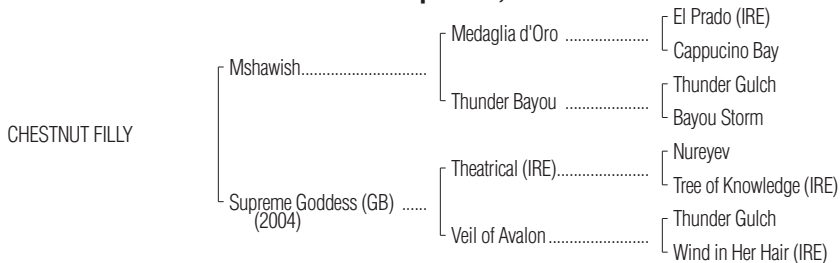 El Prado (IRE)
Medaglia d'Oro ....................
Cappucino Bay
Mshawish..............................
Thunder Gulch
Thunder Bayou ....................
Bayou Storm
CHESTNUT FILLY
Nureyev
Theatrical (IRE)......................
Tree of Knowledge (IRE)
Supreme Goddess (GB) ......
(2004)
Thunder Gulch
Veil of Avalon........................
Wind in Her Hair (IRE)